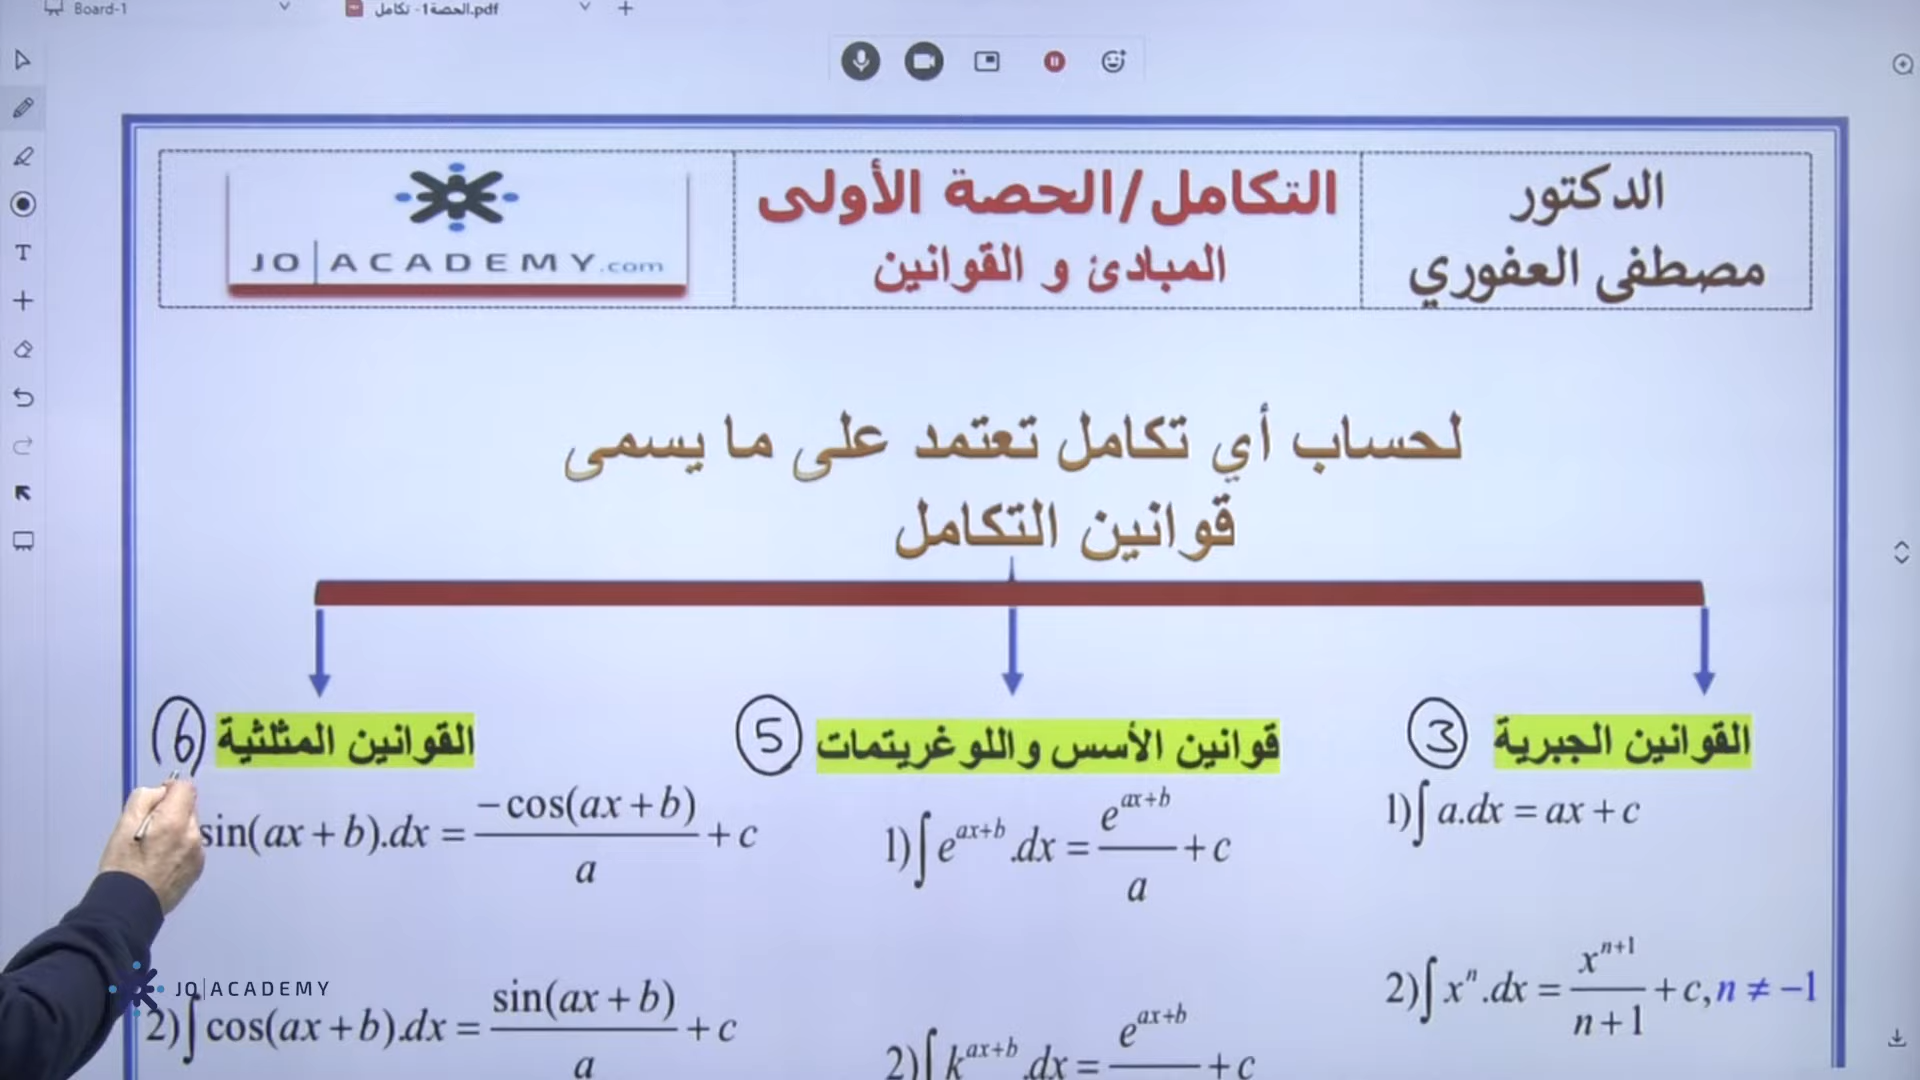 Board-1
الحصة1- تكامل.pdf
الدكتور
مصطفى العفوري
التكامل/الحصة الأولى
المبادئ و القوانين
JO|ACADEMY.com
لحساب أي تكامل تعتمد على ما يسمى
قوانين التكامل
القوانين الجبرية 3
1)∫a.dx = ax + c
2)∫xⁿ.dx = xⁿ⁺¹/(n+1) + c, n ≠ −1
قوانين الأسس واللوغريتمات 5
1)∫e^(ax+b).dx = e^(ax+b)/a + c
2)∫k^(ax+b).dx = e^(ax+b)/ + c
القوانين المثلثية 6
sin(ax+b).dx = −cos(ax+b)/a + c
2)∫cos(ax+b).dx = sin(ax+b)/a + c
JO|ACADEMY